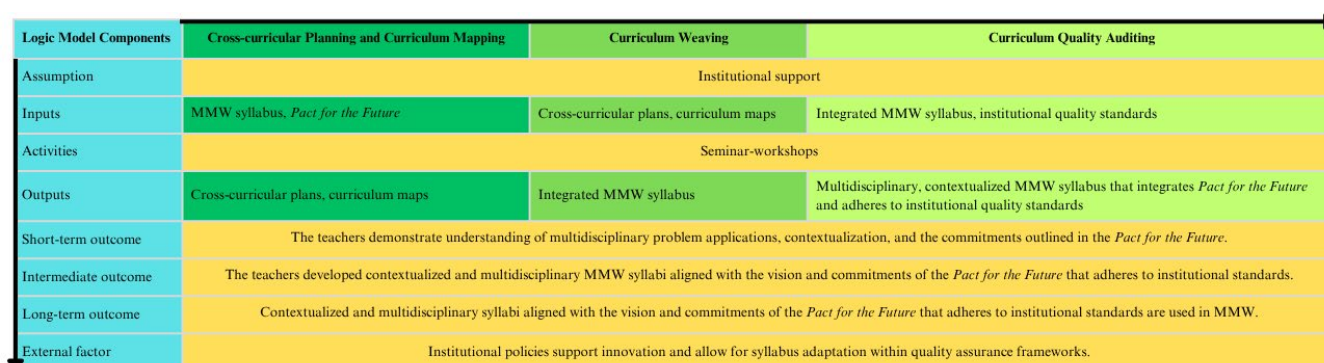 Logic Model Components Cross-curricular Planning and Curriculum Mapping Curriculum Weaving Curriculum Quality Auditing
Assumption Institutional support
Inputs MMW syllabus, Pact for the Future Cross-curricular plans, curriculum maps Integrated MMW syllabus, institutional quality standards
Activities Seminar-workshops
Outputs Cross-curricular plans, curriculum maps Integrated MMW syllabus Multidisciplinary, contextualized MMW syllabus that integrates Pact for the Future
and adheres to institutional quality standards
Short-term outcome The teachers demonstrate understanding of multidisciplinary problem applications, contextualization, and the commitments outlined in the Pact for the Future.
Intermediate outcome The teachers developed contextualized and multidisciplinary MMW syllabi aligned with the vision and commitments of the Pact for the Future that adheres to institutional standards.
Long-term outcome Contextualized and multidisciplinary syllabi aligned with the vision and commitments of the Pact for the Future that adheres to institutional standards are used in MMW.
External factor Institutional policies support innovation and allow for syllabus adaptation within quality assurance frameworks.